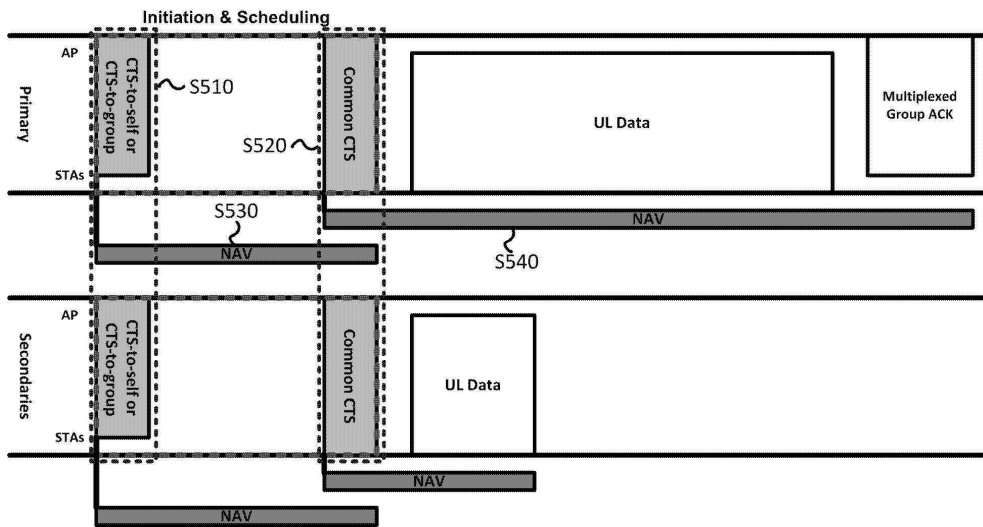 Initiation & Scheduling
Primary
AP
STAs
CTS-to-self or
CTS-to-group
S510
S520
Common CTS
UL Data
Multiplexed
Group ACK
NAV
S530
NAV
S540
Secondaries
AP
STAs
CTS-to-self or
CTS-to-group
Common CTS
UL Data
NAV
NAV